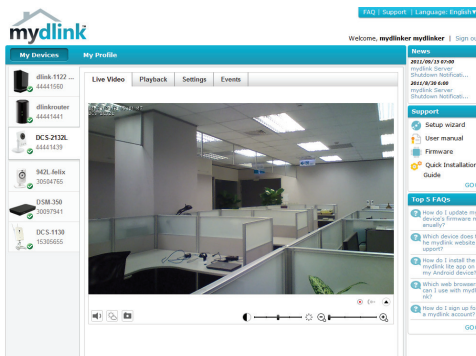 FAQ | Support | Language: English
mydlink
Welcome, mydlinker mydlinker | Sign ou
My Devices
My Profile
dlink-1122 ...
44441560
dlinkrouter
44441441
DCS-2132L
44441439
942L-felix
30504765
DSM-350
30097941
DCS-1130
15305655
Live Video
Playback
Settings
Events
News
2011/09/15 07:00
mydlink Server
Shutdown Notificati...
2011/8/30 6:00
mydlink Server
Shutdown Notificati...
Support
Setup wizard
User manual
Firmware
Quick Installation
Guide
GO
Top 5 FAQs
How do I update m
device's firmware m
anually?
Which device does t
he mydlink website
upport?
How do I install the
mydlink lite app on
my Android device?
Which web browser
can I use with mydl
nk?
How do I sign up fo
a mydlink account?
GO